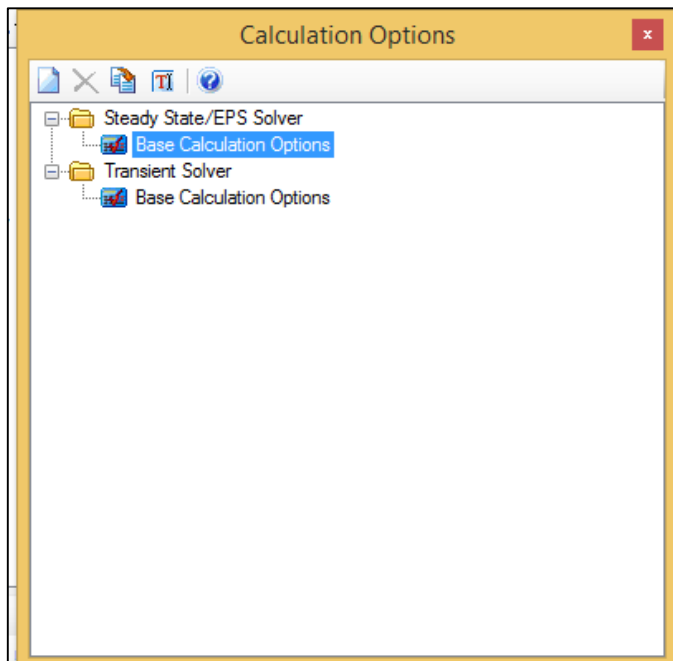 Calculation Options
Steady State/EPS Solver
Base Calculation Options
Transient Solver
Base Calculation Options